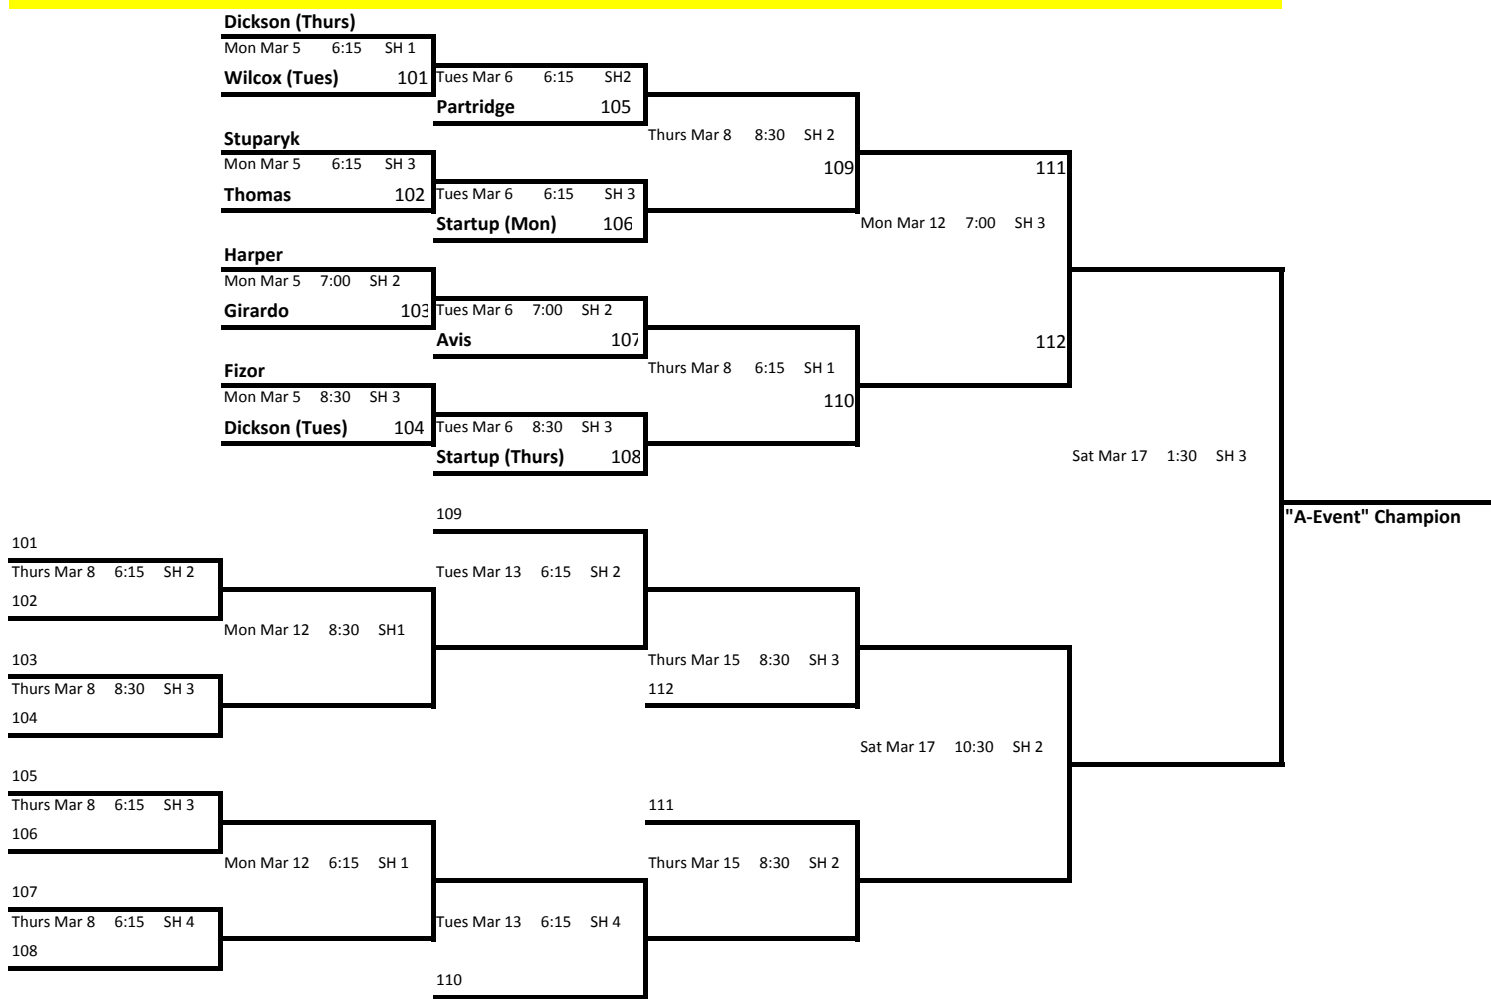 Dickson (Thurs)
Mon Mar 5 6:15 SH 1
Wilcox (Tues) 101 Tues Mar 6 6:15 SH2
Partridge 105
Stuparyk Thurs Mar 8 8:30 SH 2
Mon Mar 5 6:15 SH 3 109 111
Thomas 102 Tues Mar 6 6:15 SH 3
Startup (Mon) 106 Mon Mar 12 7:00 SH 3
Harper
Mon Mar 5 7:00 SH 2
Girardo 103 Tues Mar 6 7:00 SH 2
Avis 107 112
Fizor Thurs Mar 8 6:15 SH 1
Mon Mar 5 8:30 SH 3 110
Dickson (Tues) 104 Tues Mar 6 8:30 SH 3
Startup (Thurs) 108 Sat Mar 17 1:30 SH 3
109 "A-Event" Champion
101
Thurs Mar 8 6:15 SH 2 Tues Mar 13 6:15 SH 2
102
Mon Mar 12 8:30 SH1
103 Thurs Mar 15 8:30 SH 3
Thurs Mar 8 8:30 SH 3 112
104
Sat Mar 17 10:30 SH 2
105
Thurs Mar 8 6:15 SH 3 111
106
Mon Mar 12 6:15 SH 1 Thurs Mar 15 8:30 SH 2
107
Thurs Mar 8 6:15 SH 4 Tues Mar 13 6:15 SH 4
108
110